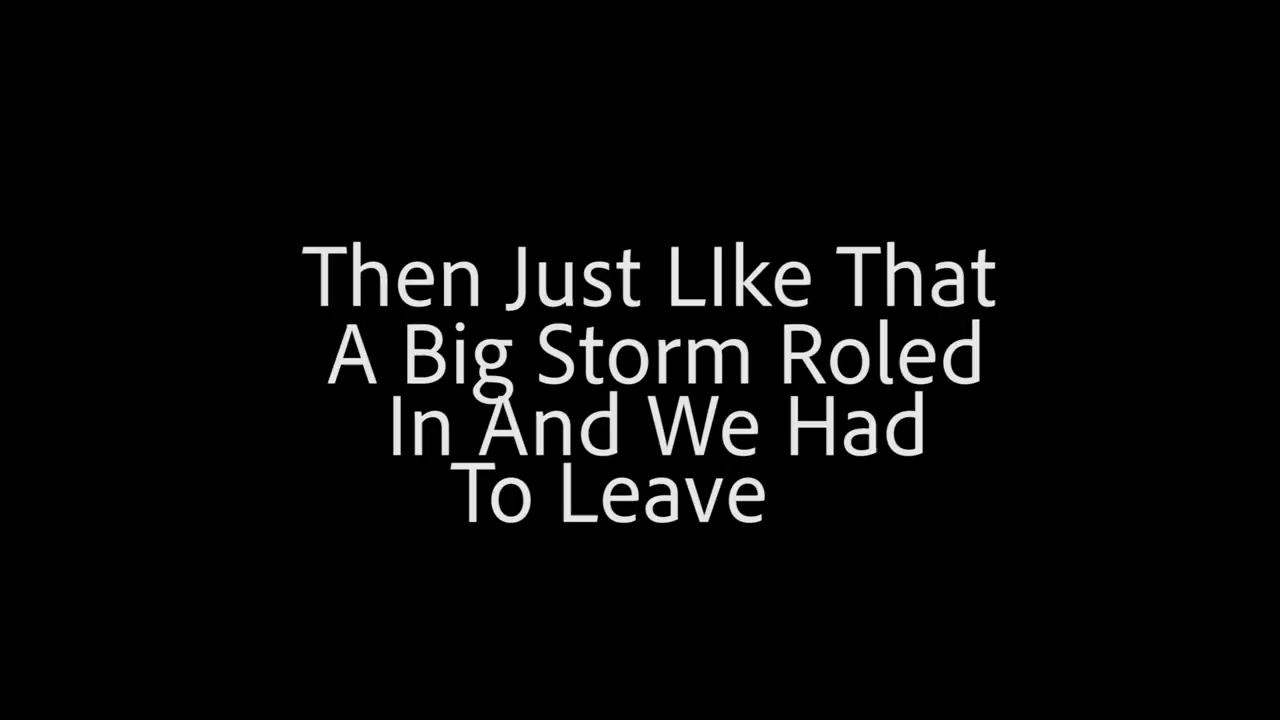 Then Just LIke That
A Big Storm Roled
In And We Had
To Leave